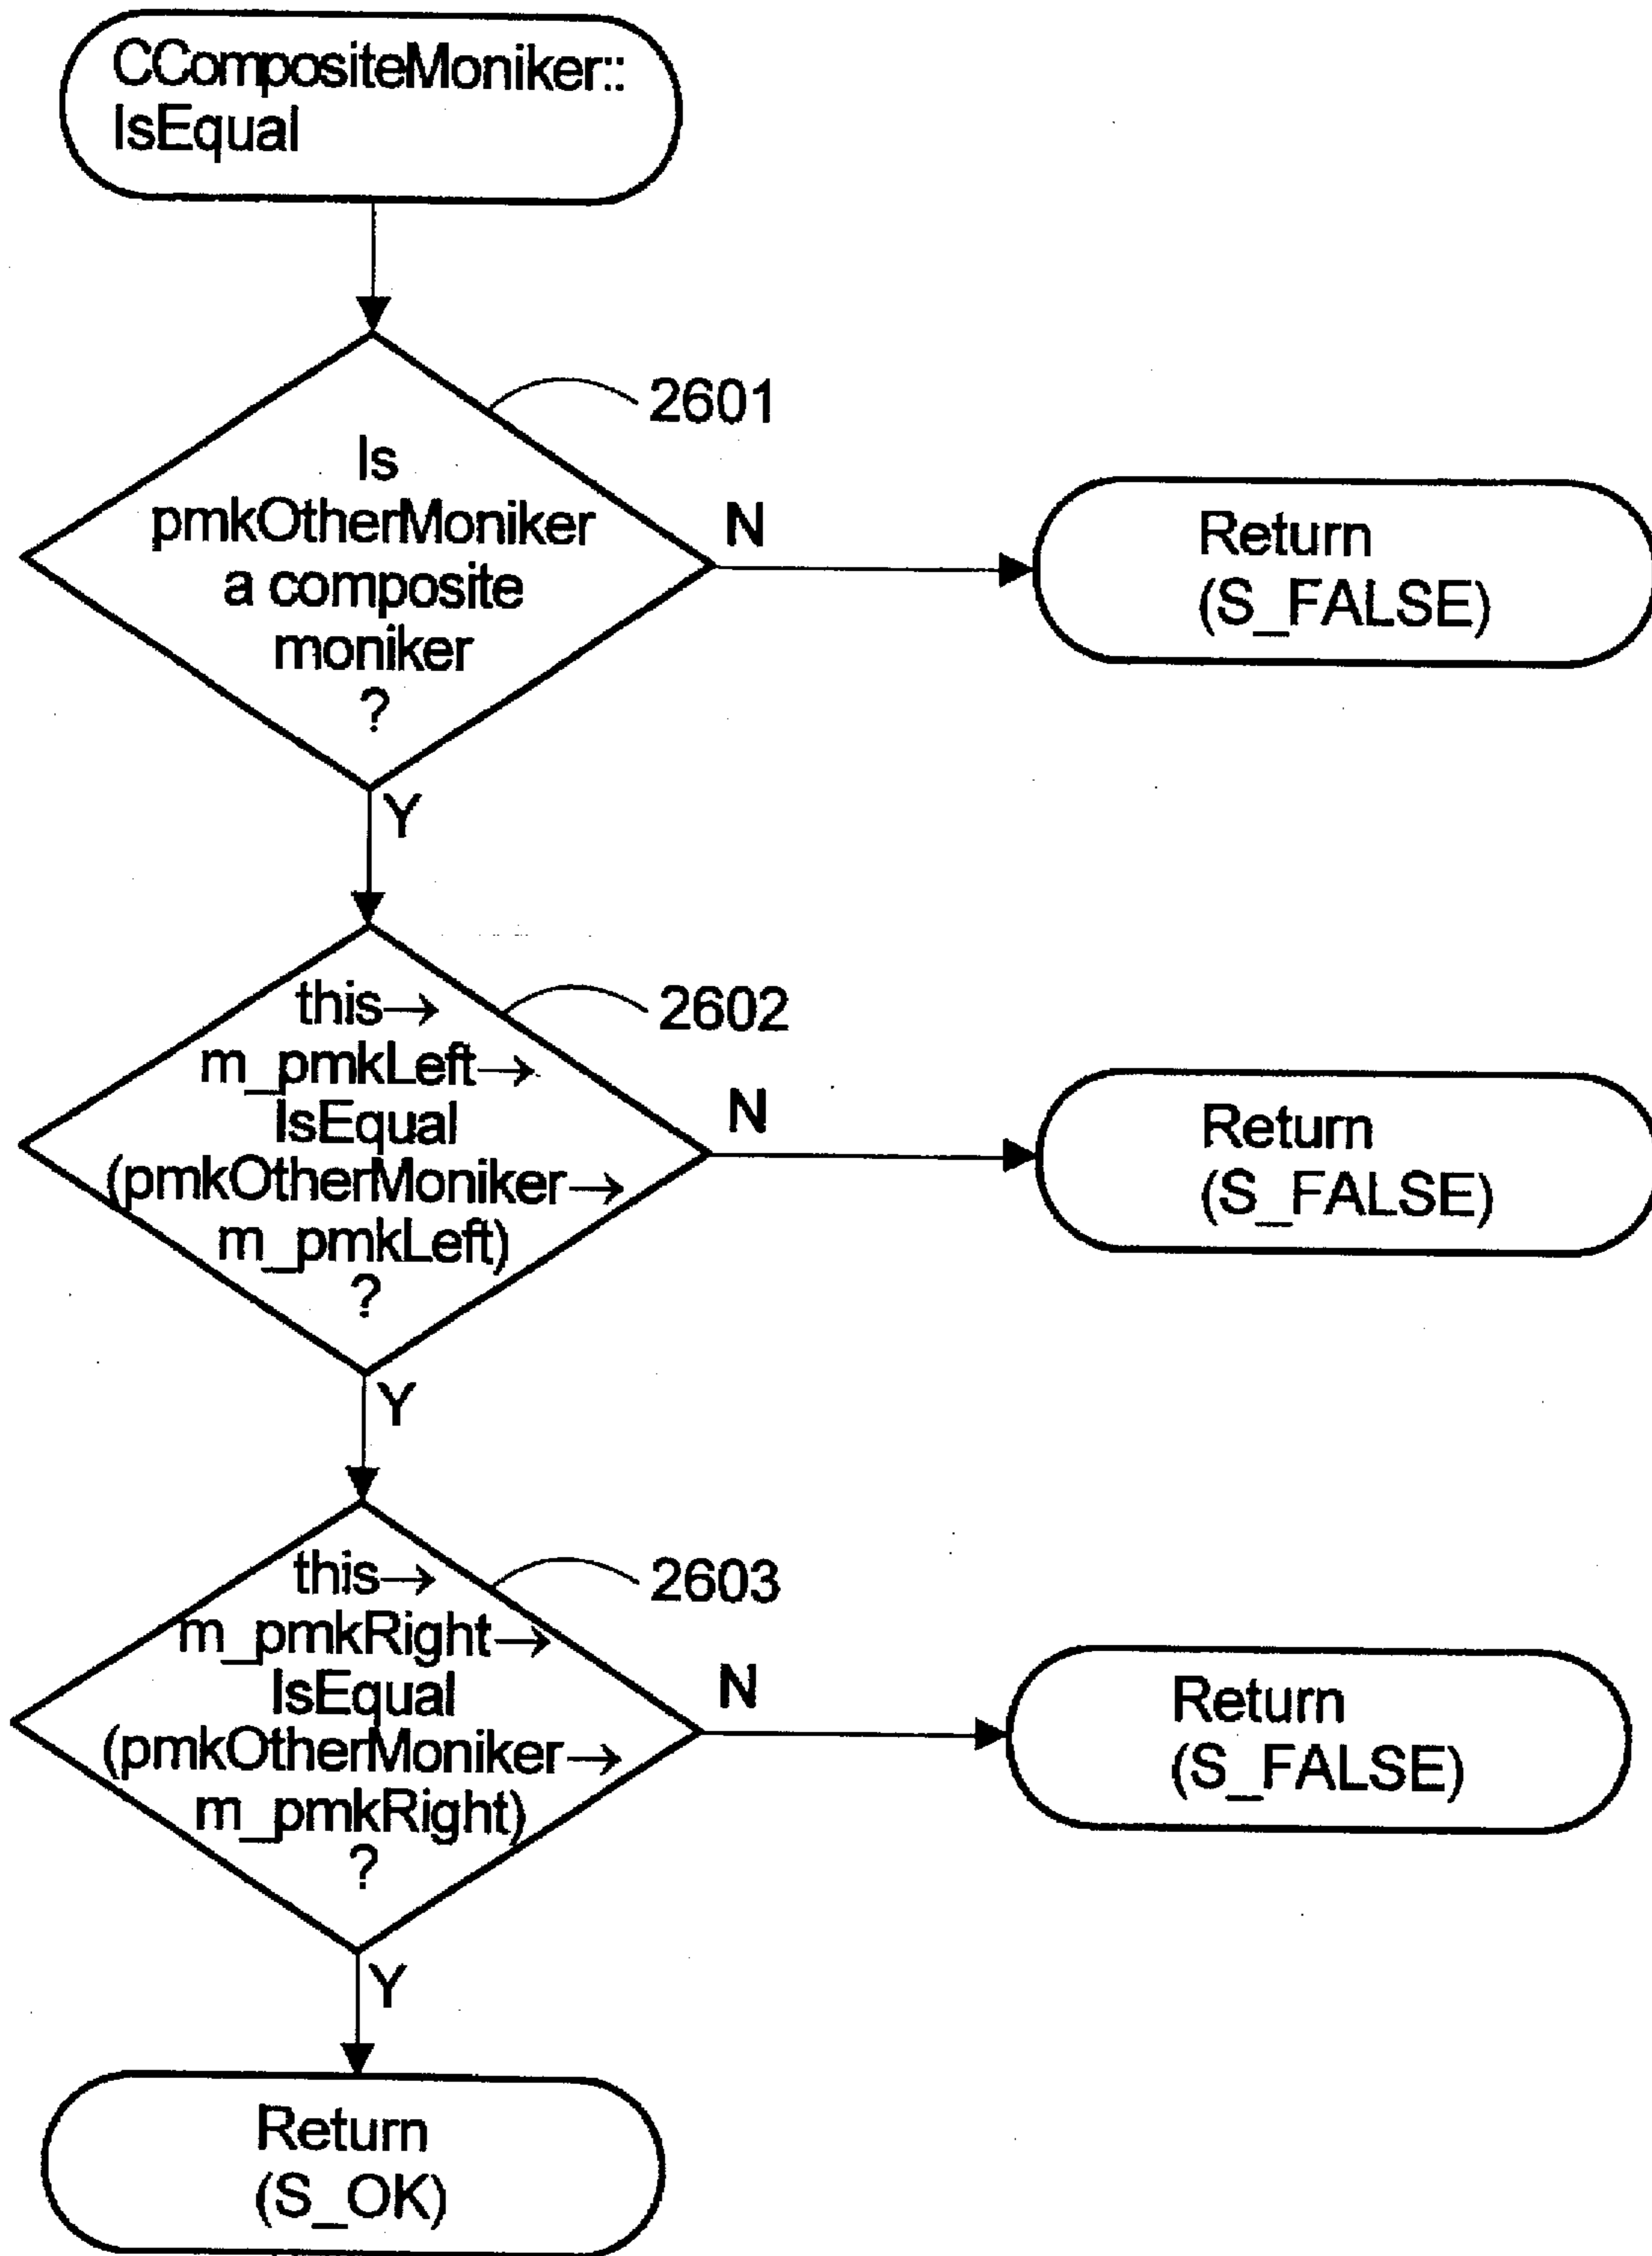 CCompositeMoniker::
IsEqual
2601
Is
pmkOtherMoniker
a composite
moniker
?
N
Return
(S_FALSE)
Y
2602
this→
m_pmkLeft→
IsEqual
(pmkOtherMoniker→
m_pmkLeft)
?
N
Return
(S_FALSE)
Y
2603
this→
m_pmkRight→
IsEqual
(pmkOtherMoniker→
m_pmkRight)
?
N
Return
(S_FALSE)
Y
Return
(S_OK)